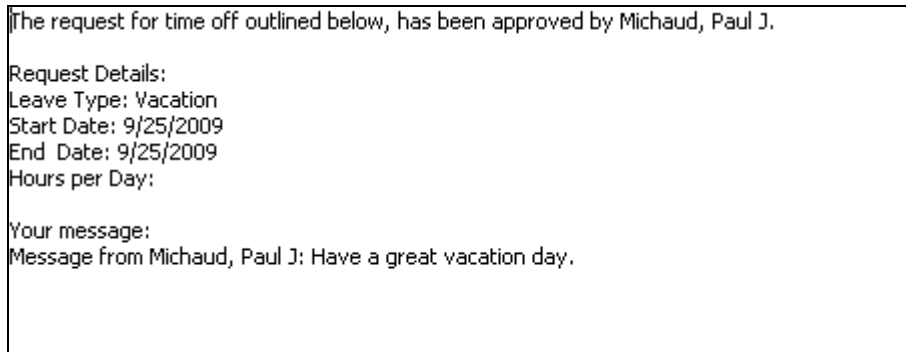 The request for time off outlined below, has been approved by Michaud, Paul J.
Request Details:
Leave Type: Vacation
Start Date: 9/25/2009
End  Date: 9/25/2009
Hours per Day:
Your message:
Message from Michaud, Paul J: Have a great vacation day.